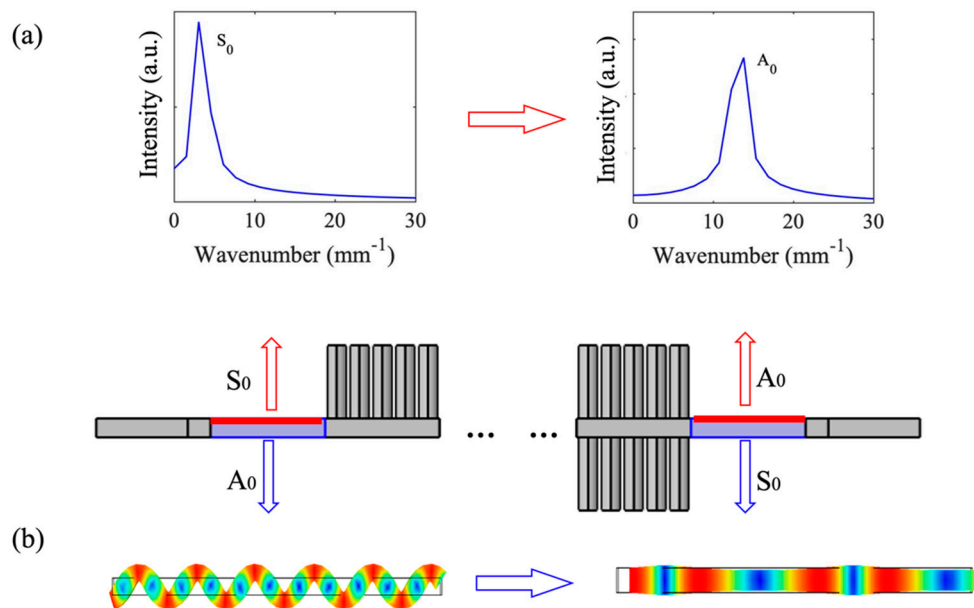 (a)
S0
Intensity (a.u.)
0 10 20 30
Wavenumber (mm-1)
A0
Intensity (a.u.)
0 10 20 30
Wavenumber (mm-1)
S0
A0
... ...
A0
S0
(b)